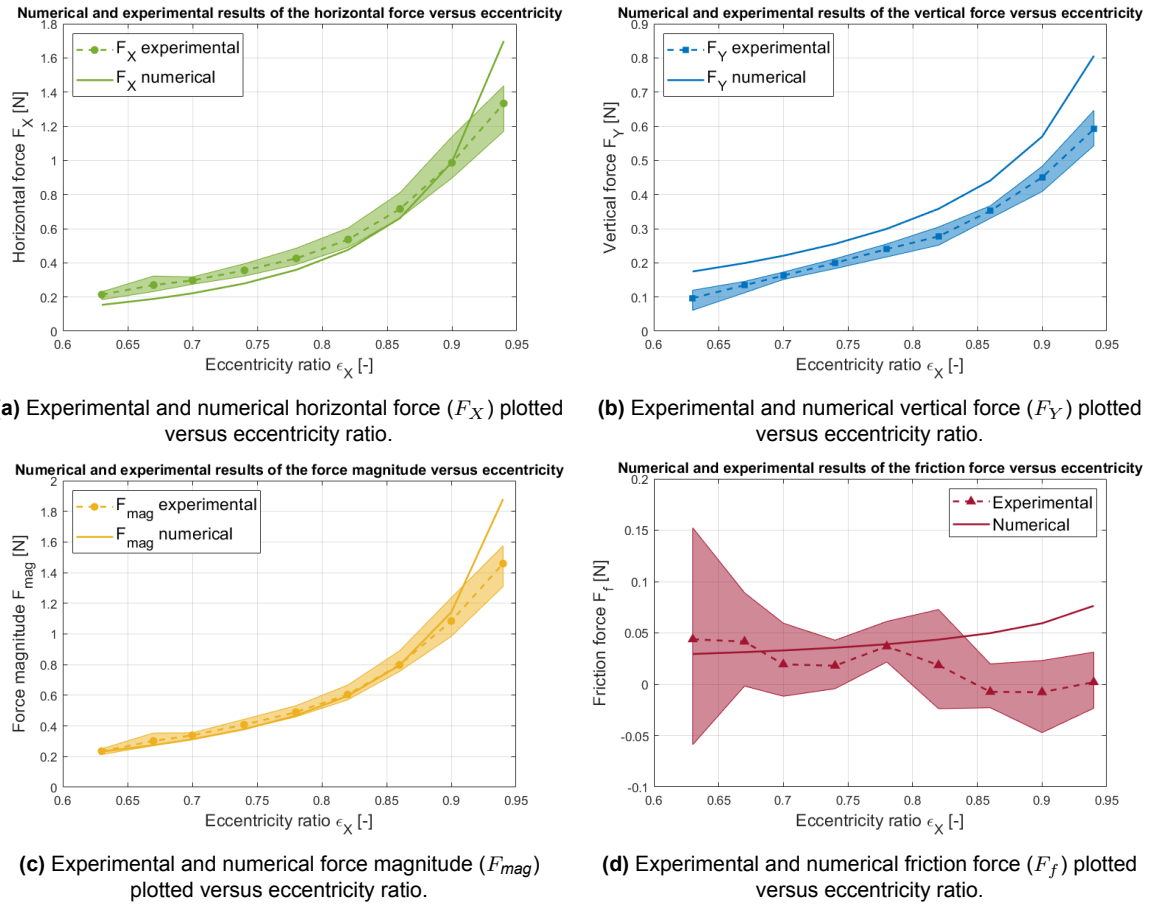 Numerical and experimental results of the horizontal force versus eccentricity
1.8
1.6
1.4
1.2
1
0.8
0.6
0.4
0.2
0
Horizontal force F_X [N]
F_X experimental
F_X numerical
0.6 0.65 0.7 0.75 0.8 0.85 0.9 0.95
Eccentricity ratio ϵ_X [-]
a) Experimental and numerical horizontal force (F_X) plotted
versus eccentricity ratio.
Numerical and experimental results of the vertical force versus eccentricity
0.9
0.8
0.7
0.6
0.5
0.4
0.3
0.2
0.1
0
Vertical force F_Y [N]
F_Y experimental
F_Y numerical
0.6 0.65 0.7 0.75 0.8 0.85 0.9 0.95
Eccentricity ratio ϵ_X [-]
(b) Experimental and numerical vertical force (F_Y) plotted
versus eccentricity ratio.
Numerical and experimental results of the force magnitude versus eccentricity
2
1.8
1.6
1.4
1.2
1
0.8
0.6
0.4
0.2
0
Force magnitude F_mag [N]
F_mag experimental
F_mag numerical
0.6 0.65 0.7 0.75 0.8 0.85 0.9 0.95
Eccentricity ratio ϵ_X [-]
(c) Experimental and numerical force magnitude (F_mag)
plotted versus eccentricity ratio.
Numerical and experimental results of the friction force versus eccentricity
0.2
0.15
0.1
0.05
0
-0.05
-0.1
Friction force F_f [N]
Experimental
Numerical
0.6 0.65 0.7 0.75 0.8 0.85 0.9 0.95
Eccentricity ratio ϵ_X [-]
(d) Experimental and numerical friction force (F_f) plotted
versus eccentricity ratio.